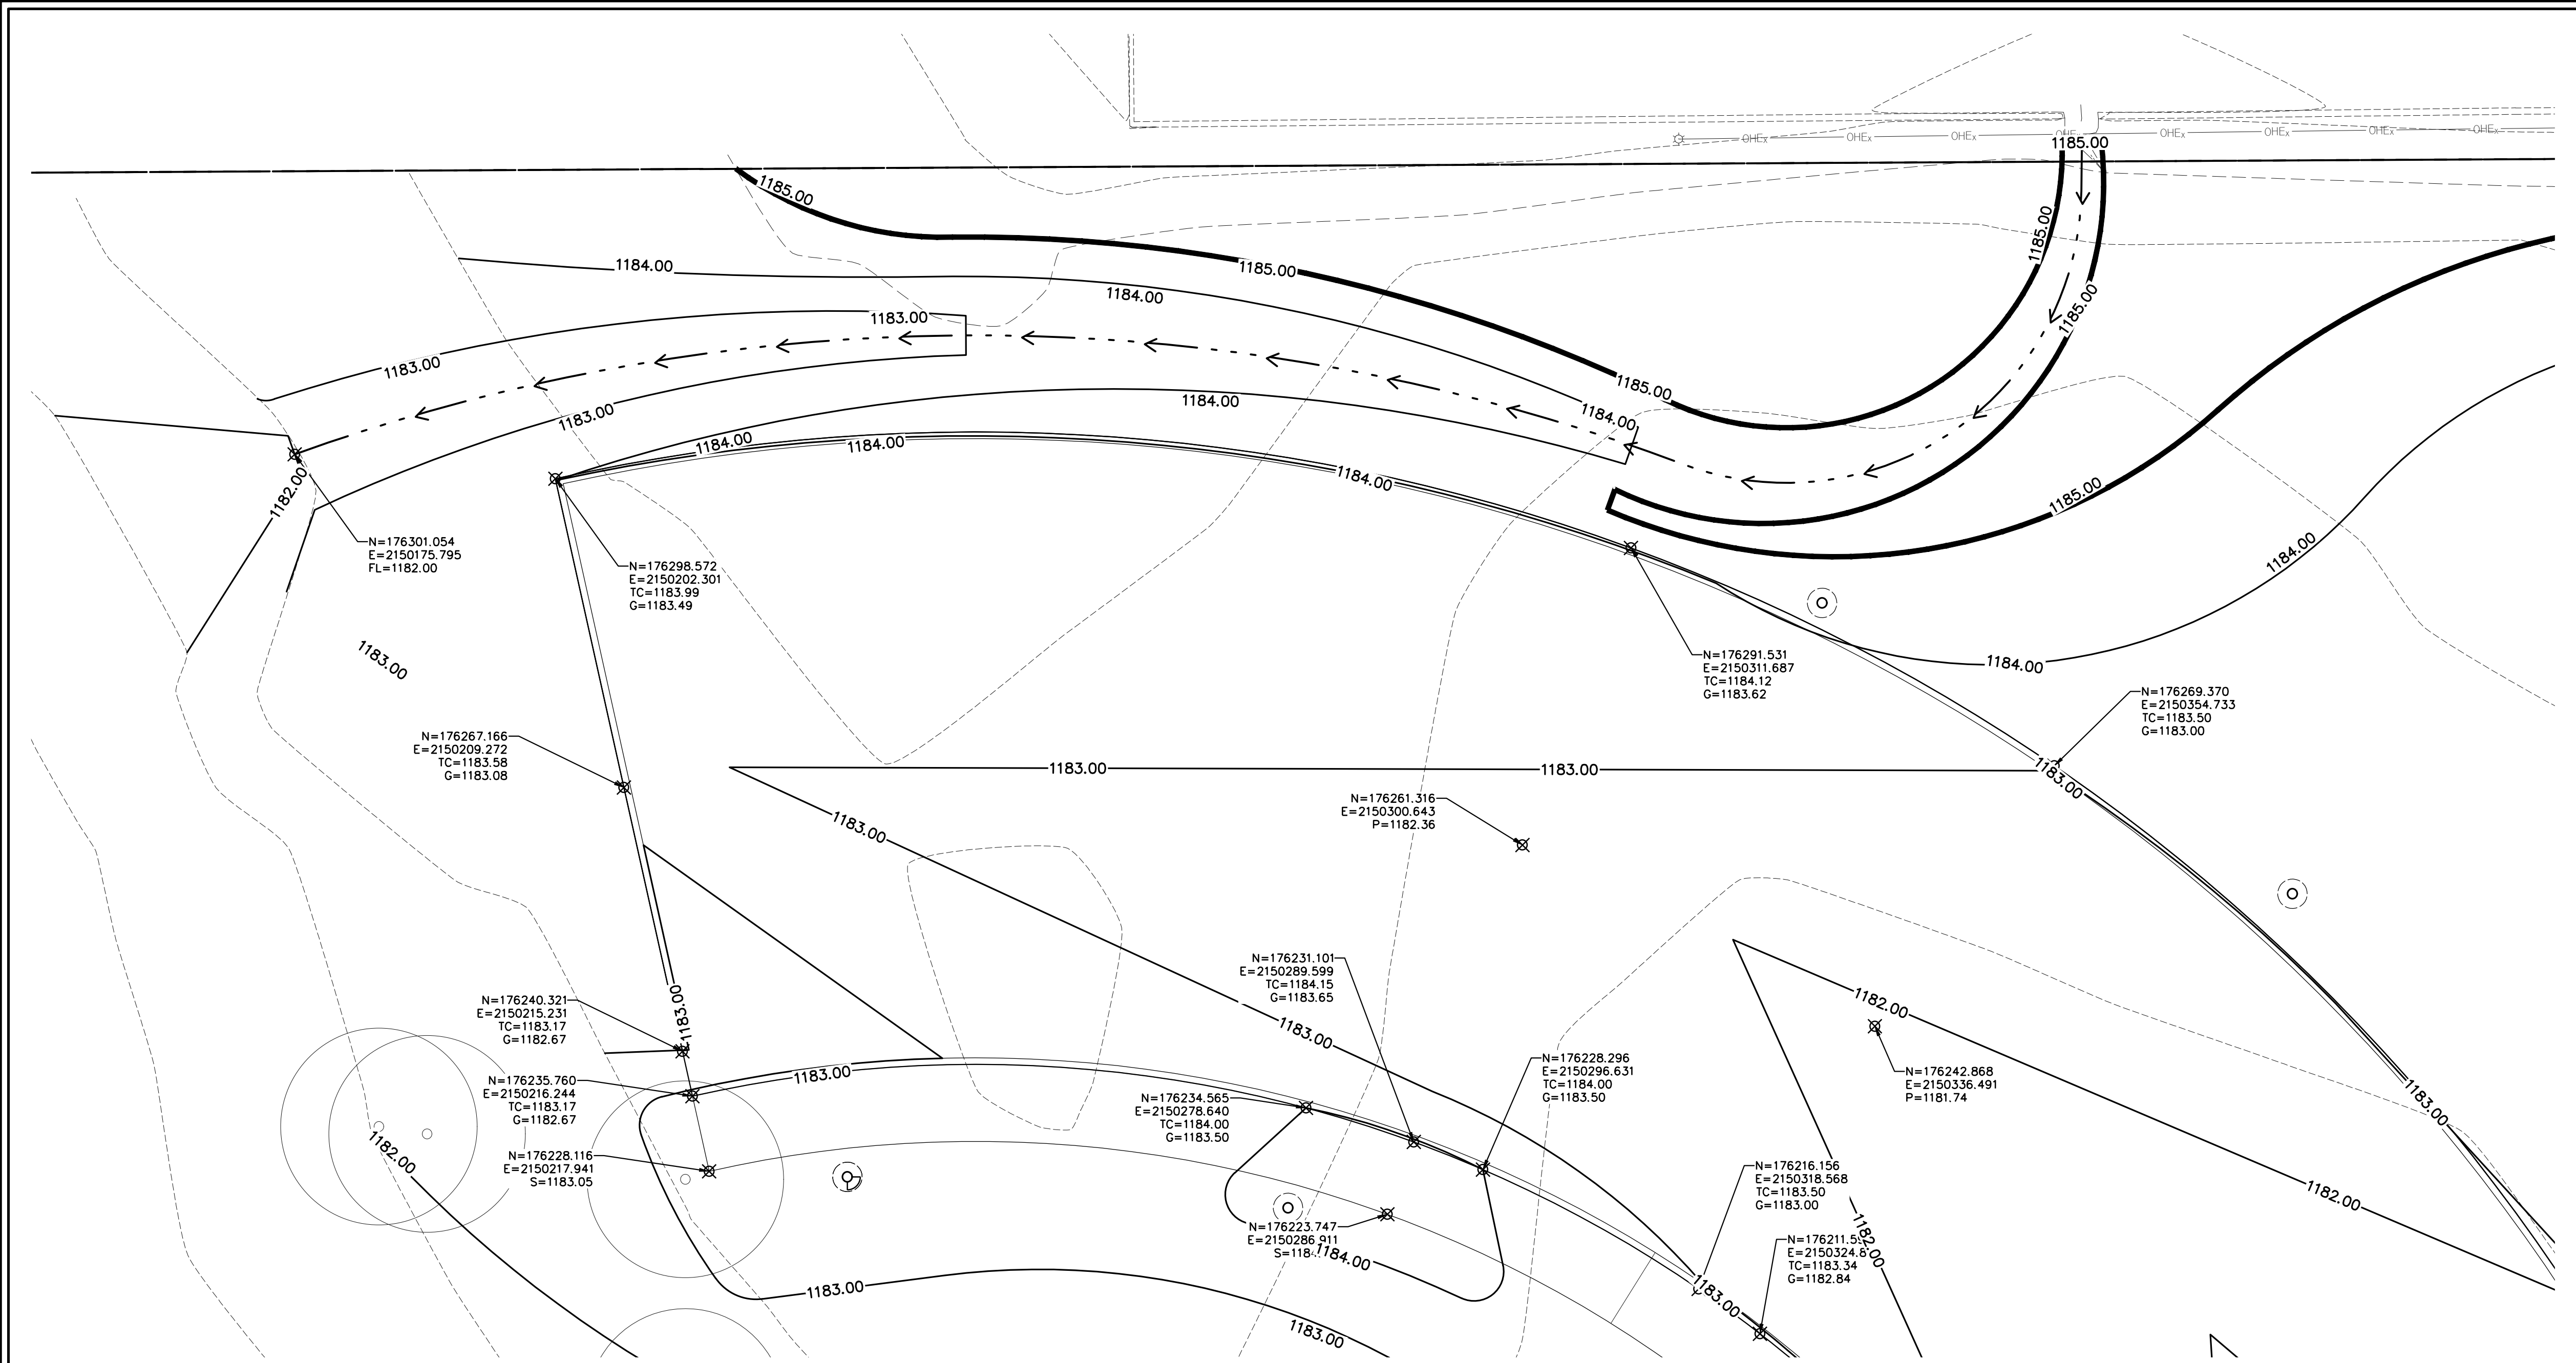 OHEx
OHEx
OHEx
OHEx
OHEx
OHEx
OHEx
1185.00
1185.00
1185.00
1184.00
1185.00
1184.00
1185.00
1183.00
1183.00
1185.00
1184.00
1184.00
1183.00
1184.00
1184.00
1184.00
1182.00
1185.00
N=176301.054
E=2150175.795
FL=1182.00
N=176298.572
E=2150202.301
TC=1183.99
G=1183.49
1184.00
1183.00
N=176291.531
E=2150311.687
TC=1184.12
G=1183.62
1184.00
N=176269.370
E=2150354.733
TC=1183.50
G=1183.00
N=176267.166
E=2150209.272
TC=1183.58
G=1183.08
1183.00
1183.00
1183.00
N=176261.316
E=2150300.643
P=1182.36
1183.00
N=176231.101
E=2150289.599
TC=1184.15
G=1183.65
N=176240.321
E=2150215.231
TC=1183.17
G=1182.67
1183.00
1183.00
1182.00
N=176228.296
E=2150296.631
TC=1184.00
G=1183.50
N=176242.868
E=2150336.491
P=1181.74
N=176235.760
E=2150216.244
TC=1183.17
G=1182.67
1183.00
N=176234.565
E=2150278.640
TC=1184.00
G=1183.50
1183.00
1182.00
N=176228.116
E=2150217.941
S=1183.05
N=176216.156
E=2150318.568
TC=1183.50
G=1183.00
1182.00
N=176223.747
E=2150286.911
1184.00
1182.00
E=2150324.8
TC=1183.34
G=1182.84
1183.00
1183.00
1183.00